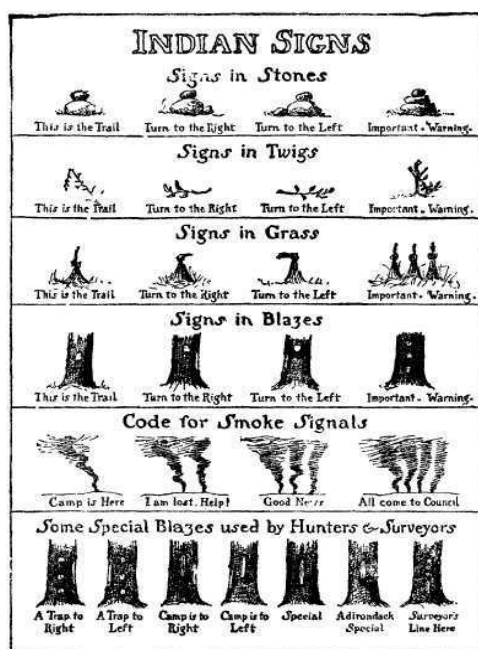 INDIAN SIGNS
Signs in Stones
This is the Trail Turn to the Right Turn to the Left Important. Warning.
Signs in Twigs
This is the Trail Turn to the Right Turn to the Left Important. Warning.
Signs in Grass
This is the Trail Turn to the Right Turn to the Left Important. Warning.
Signs in Blazes
This is the Trail Turn to the Right Turn to the Left Important. Warning.
Code for Smoke Signals
Camp is Here I am lost. Help! Good News All come to Council
Some Special Blazes used by Hunters & Surveyors
A Trap to A Trap to Camp is to Camp is to Special Adirondack Surveyor's
Right Left Right Left Special Line Here